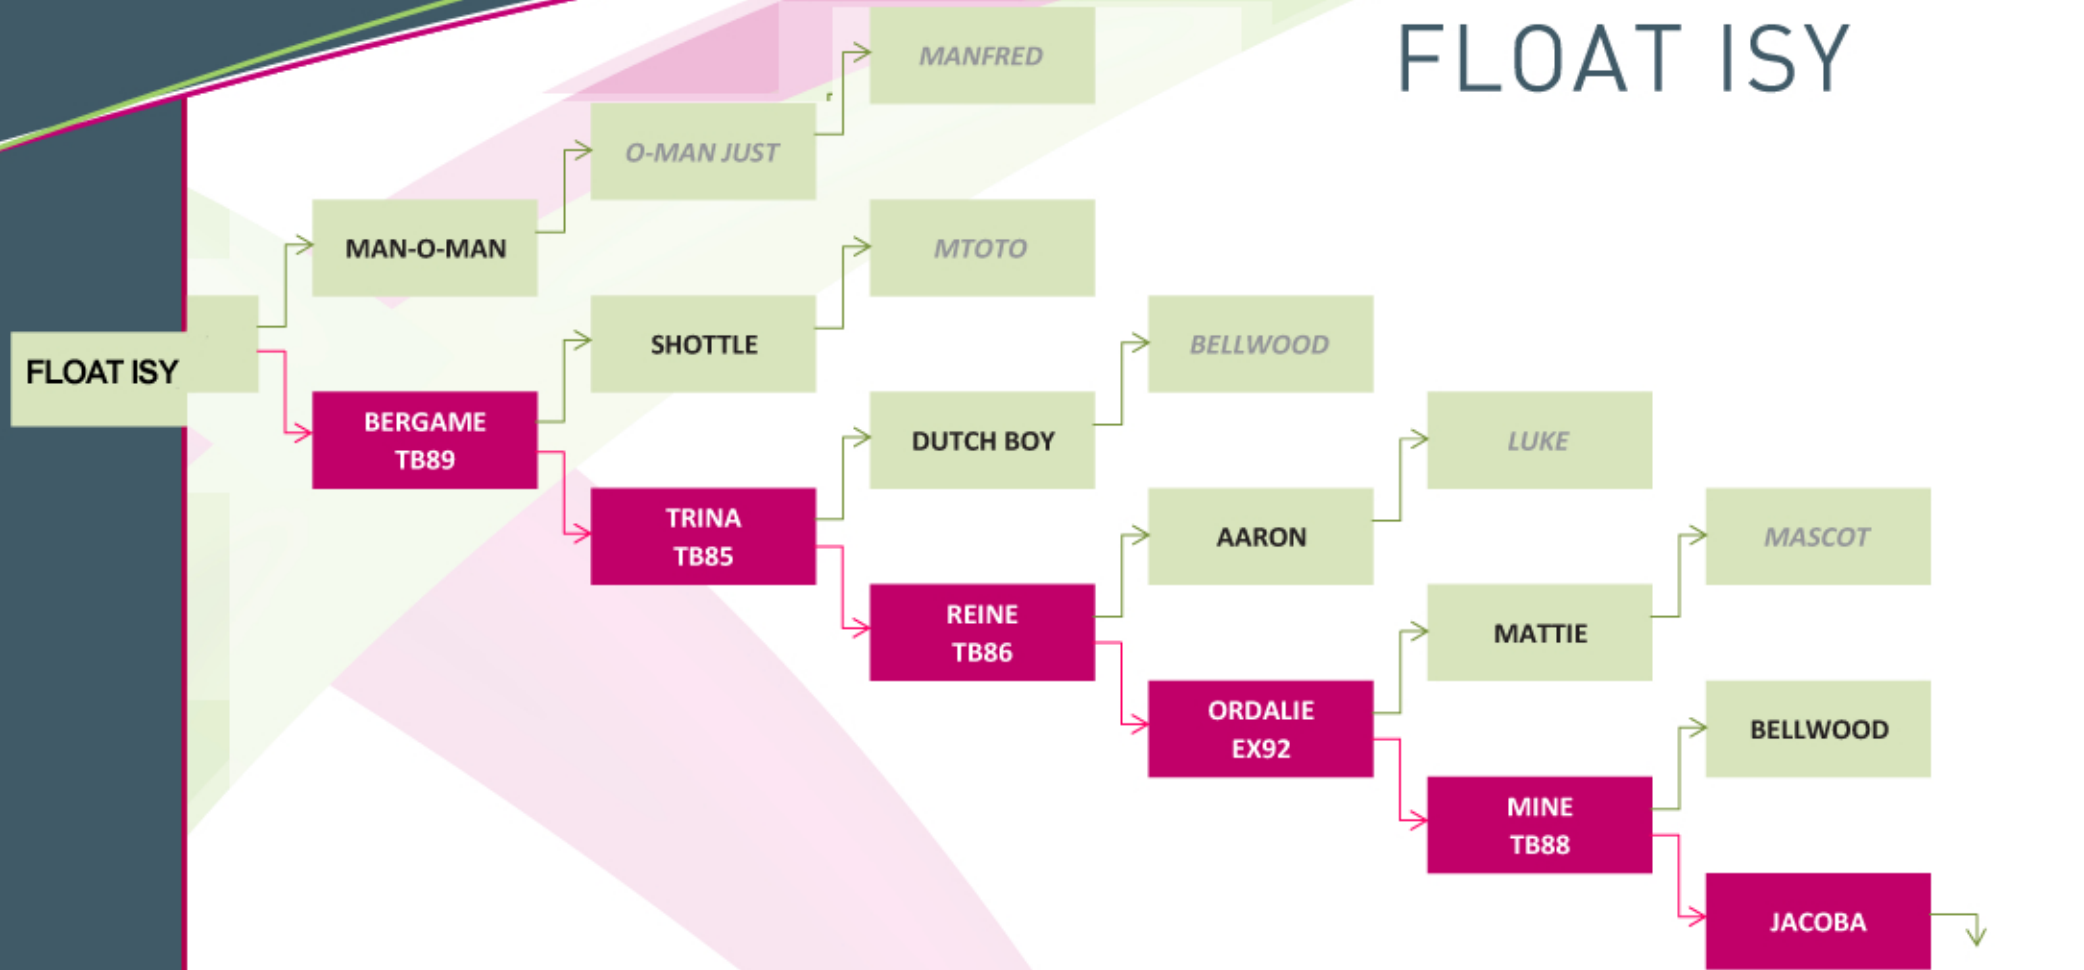 FLOAT ISY
MANFRED
O-MAN JUST
MAN-O-MAN
MTOTO
SHOTTLE
BELLWOOD
FLOAT ISY
BERGAME
TB89
DUTCH BOY
LUKE
TRINA
TB85
AARON
MASCOT
REINE
TB86
MATTIE
ORDALIE
EX92
BELLWOOD
MINE
TB88
JACOBA